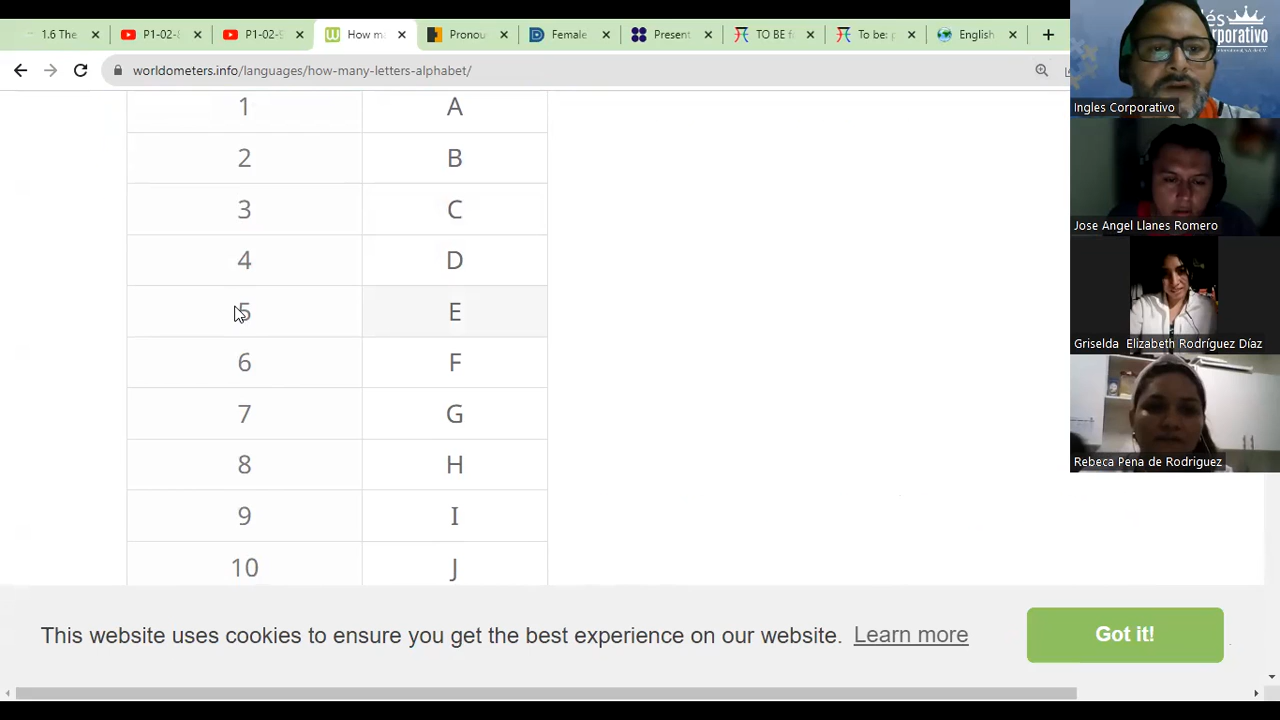 1.6 The
P1-02-
P1-02-
How m
Pronou
Female
Present
TO BE f
To be: p
English
worldometers.info/languages/how-many-letters-alphabet/
1 A
2 B
3 C
4 D
5 E
6 F
7 G
8 H
9 I
10 J
This website uses cookies to ensure you get the best experience on our website. Learn more
Got it!
és
rporativo
Ingles Corporativo
Jose Angel Llanes Romero
Griselda Elizabeth Rodríguez Díaz
Rebeca Pena de Rodriguez